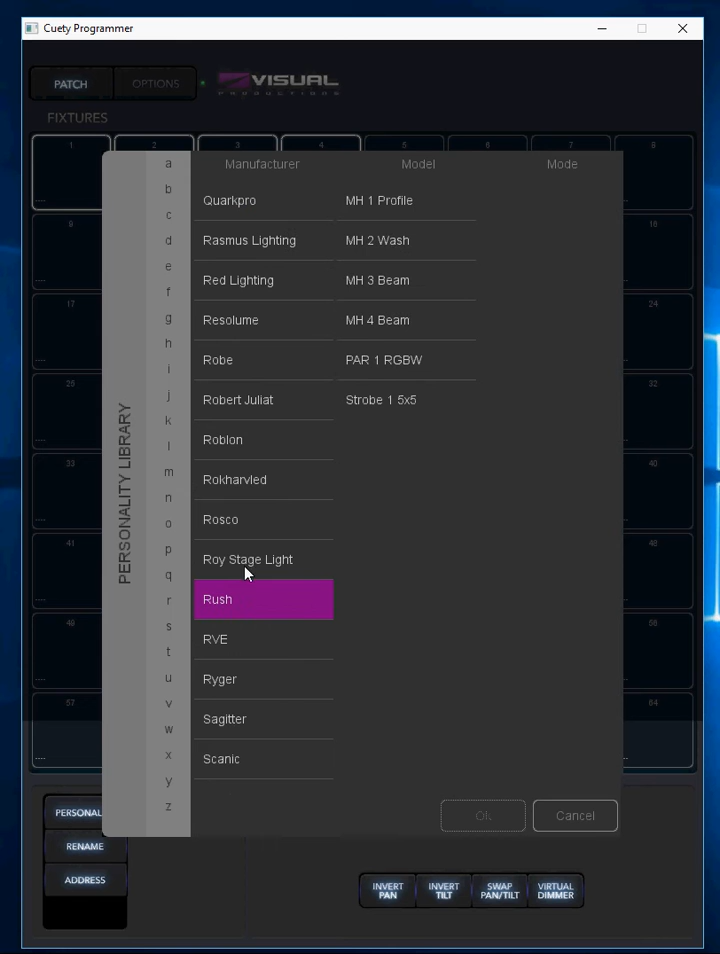 Cuety Programmer
PATCH OPTIONS VISUAL PRODUCTIONS
FIXTURES
1 2 3 4 5 6 7 8
9 16
17 24
32
33 40
41 48
49 56
57 64
PERSONALITY LIBRARY
a
b
c
d
e
f
g
h
i
j
k
l
m
n
o
p
q
r
s
t
u
v
w
x
y
z
Manufacturer Model Mode
Quarkpro MH 1 Profile
Rasmus Lighting MH 2 Wash
Red Lighting MH 3 Beam
Resolume MH 4 Beam
Robe PAR 1 RGBW
Robert Juliat Strobe 1 5x5
Roblon
Rokharvled
Rosco
Roy Stage Light
Rush
RVE
Ryger
Sagitter
Scanic
Ok Cancel
PERSONAL
RENAME
ADDRESS
INVERT PAN
INVERT TILT
SWAP PAN/TILT
VIRTUAL DIMMER